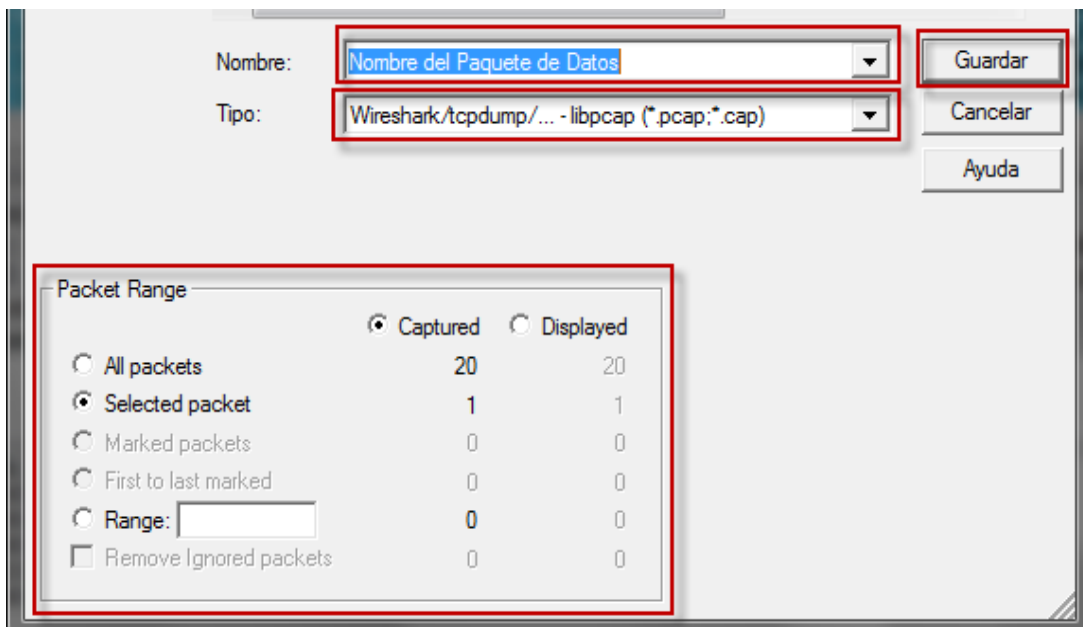 Nombre: Nombre del Paquete de Datos Guardar
Tipo: Wireshark/tcpdump/... - libpcap (*.pcap;*.cap) Cancelar
Ayuda
Packet Range
Captured Displayed
All packets 20 20
Selected packet 1 1
Marked packets 0 0
First to last marked 0 0
Range: 0 0
Remove Ignored packets 0 0